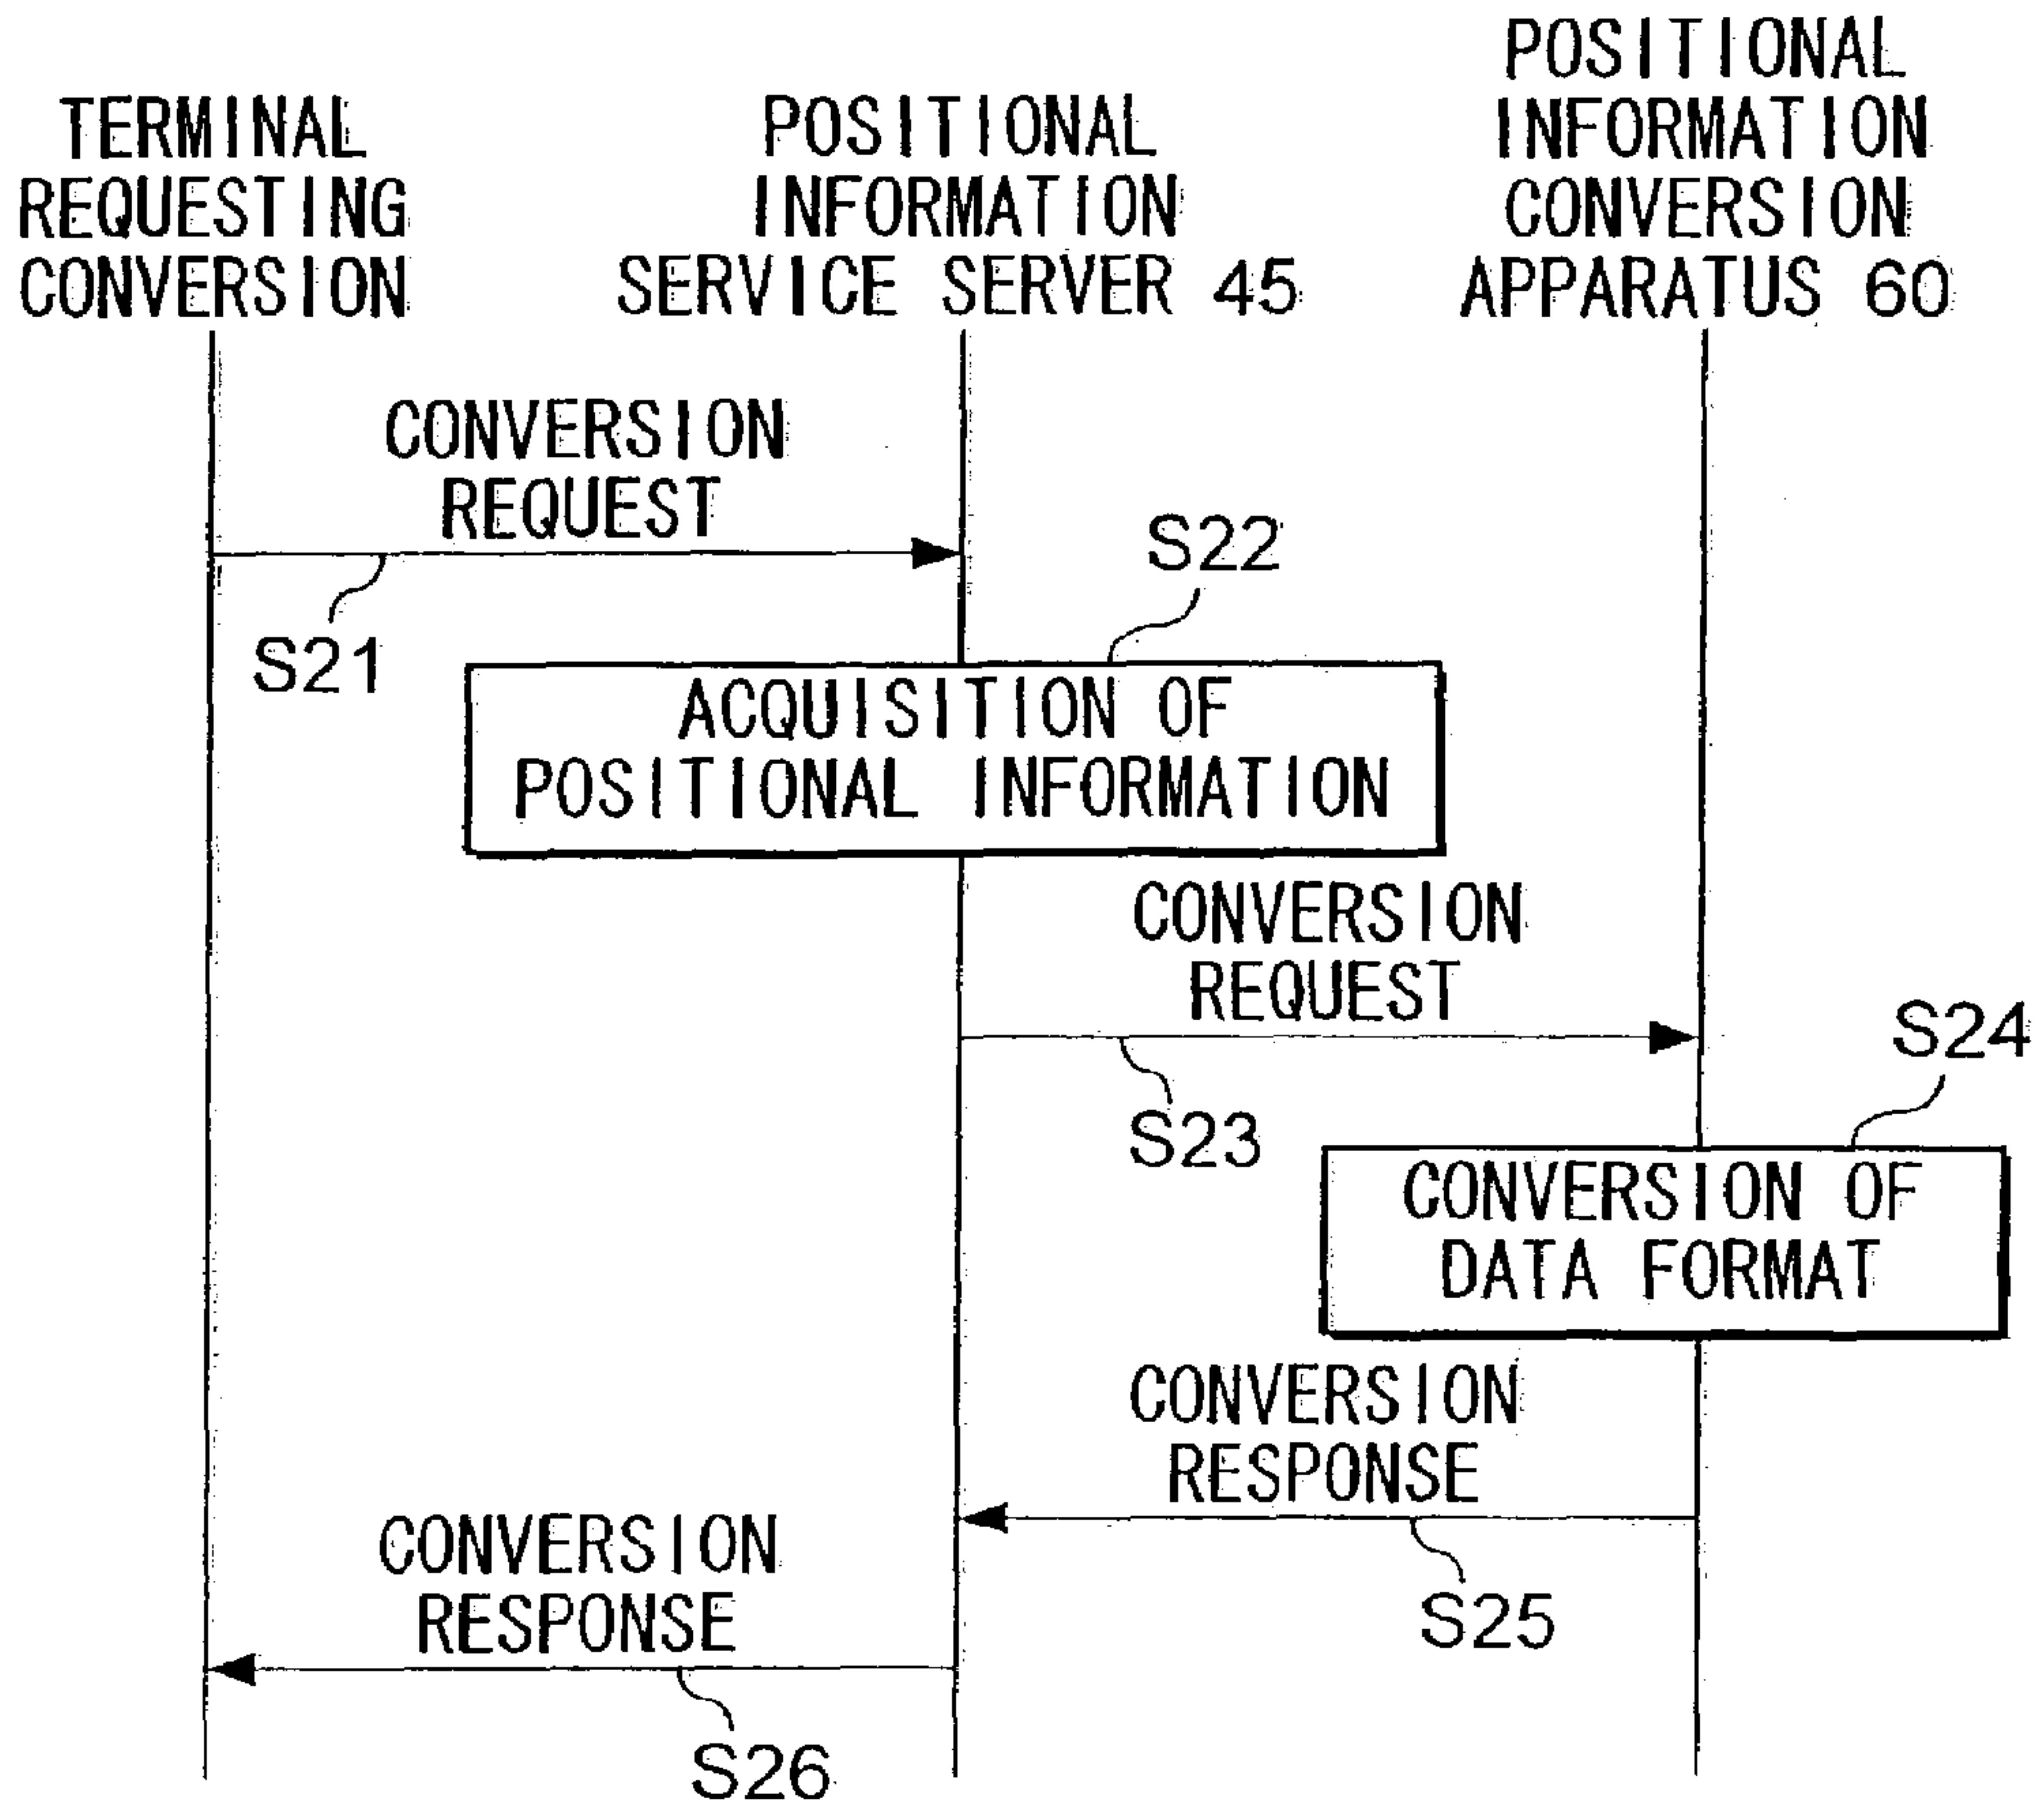 TERMINAL
REQUESTING
CONVERSION
POSITIONAL
INFORMATION
SERVICE SERVER 45
POSITIONAL
INFORMATION
CONVERSION
APPARATUS 60
CONVERSION
REQUEST
S21
S22
ACQUISITION OF
POSITIONAL INFORMATION
CONVERSION
REQUEST
S23
S24
CONVERSION OF
DATA FORMAT
CONVERSION
RESPONSE
S25
CONVERSION
RESPONSE
S26